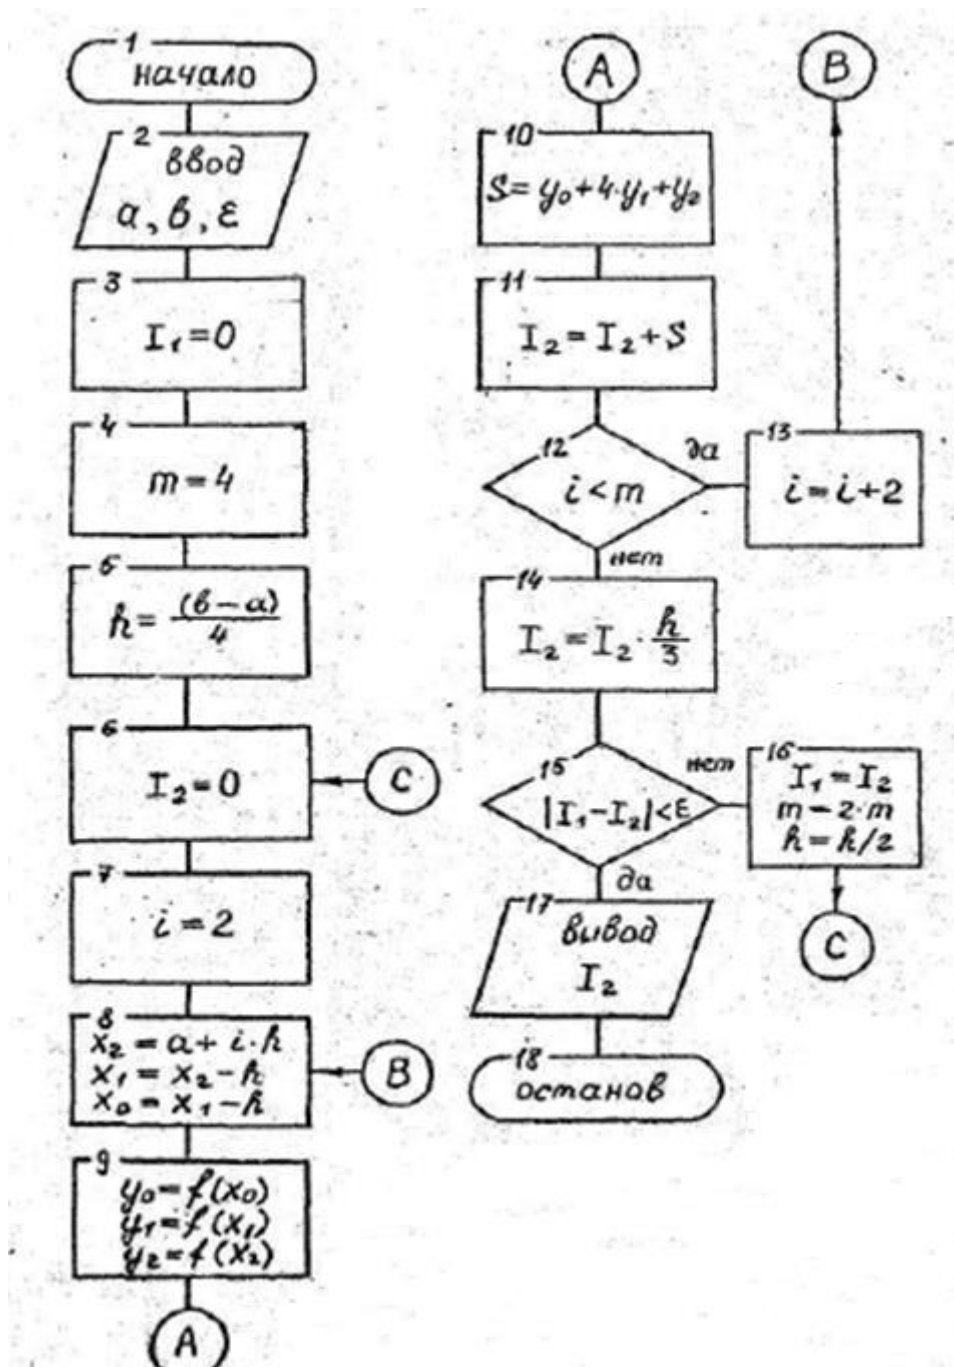 1
начало
2
ввод
a, в, ε
3
I₁=0
4
m=4
5
h= (в-a)/4
6
I₂=0
C
7
i=2
8
x₂=a+i·h
x₁=x₂-h
x₀=x₁-h
B
9
y₀=f(x₀)
y₁=f(x₁)
y₂=f(x₂)
A
A
10
S=y₀+4·y₁+y₂
11
I₂=I₂+S
12
i<m
да
нет
B
13
i=i+2
14
I₂=I₂·h/3
15
|I₁-I₂|<ε
нет
да
16
I₁=I₂
m=2·m
h=h/2
C
17
вывод
I₂
18
останов